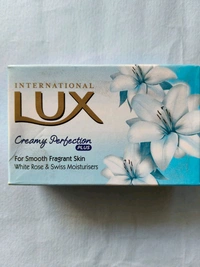 INTERNATIONAL
LUX
Creamy Perfection
PLUS
For Smooth Fragrant Skin
White Rose & Swiss Moisturisers